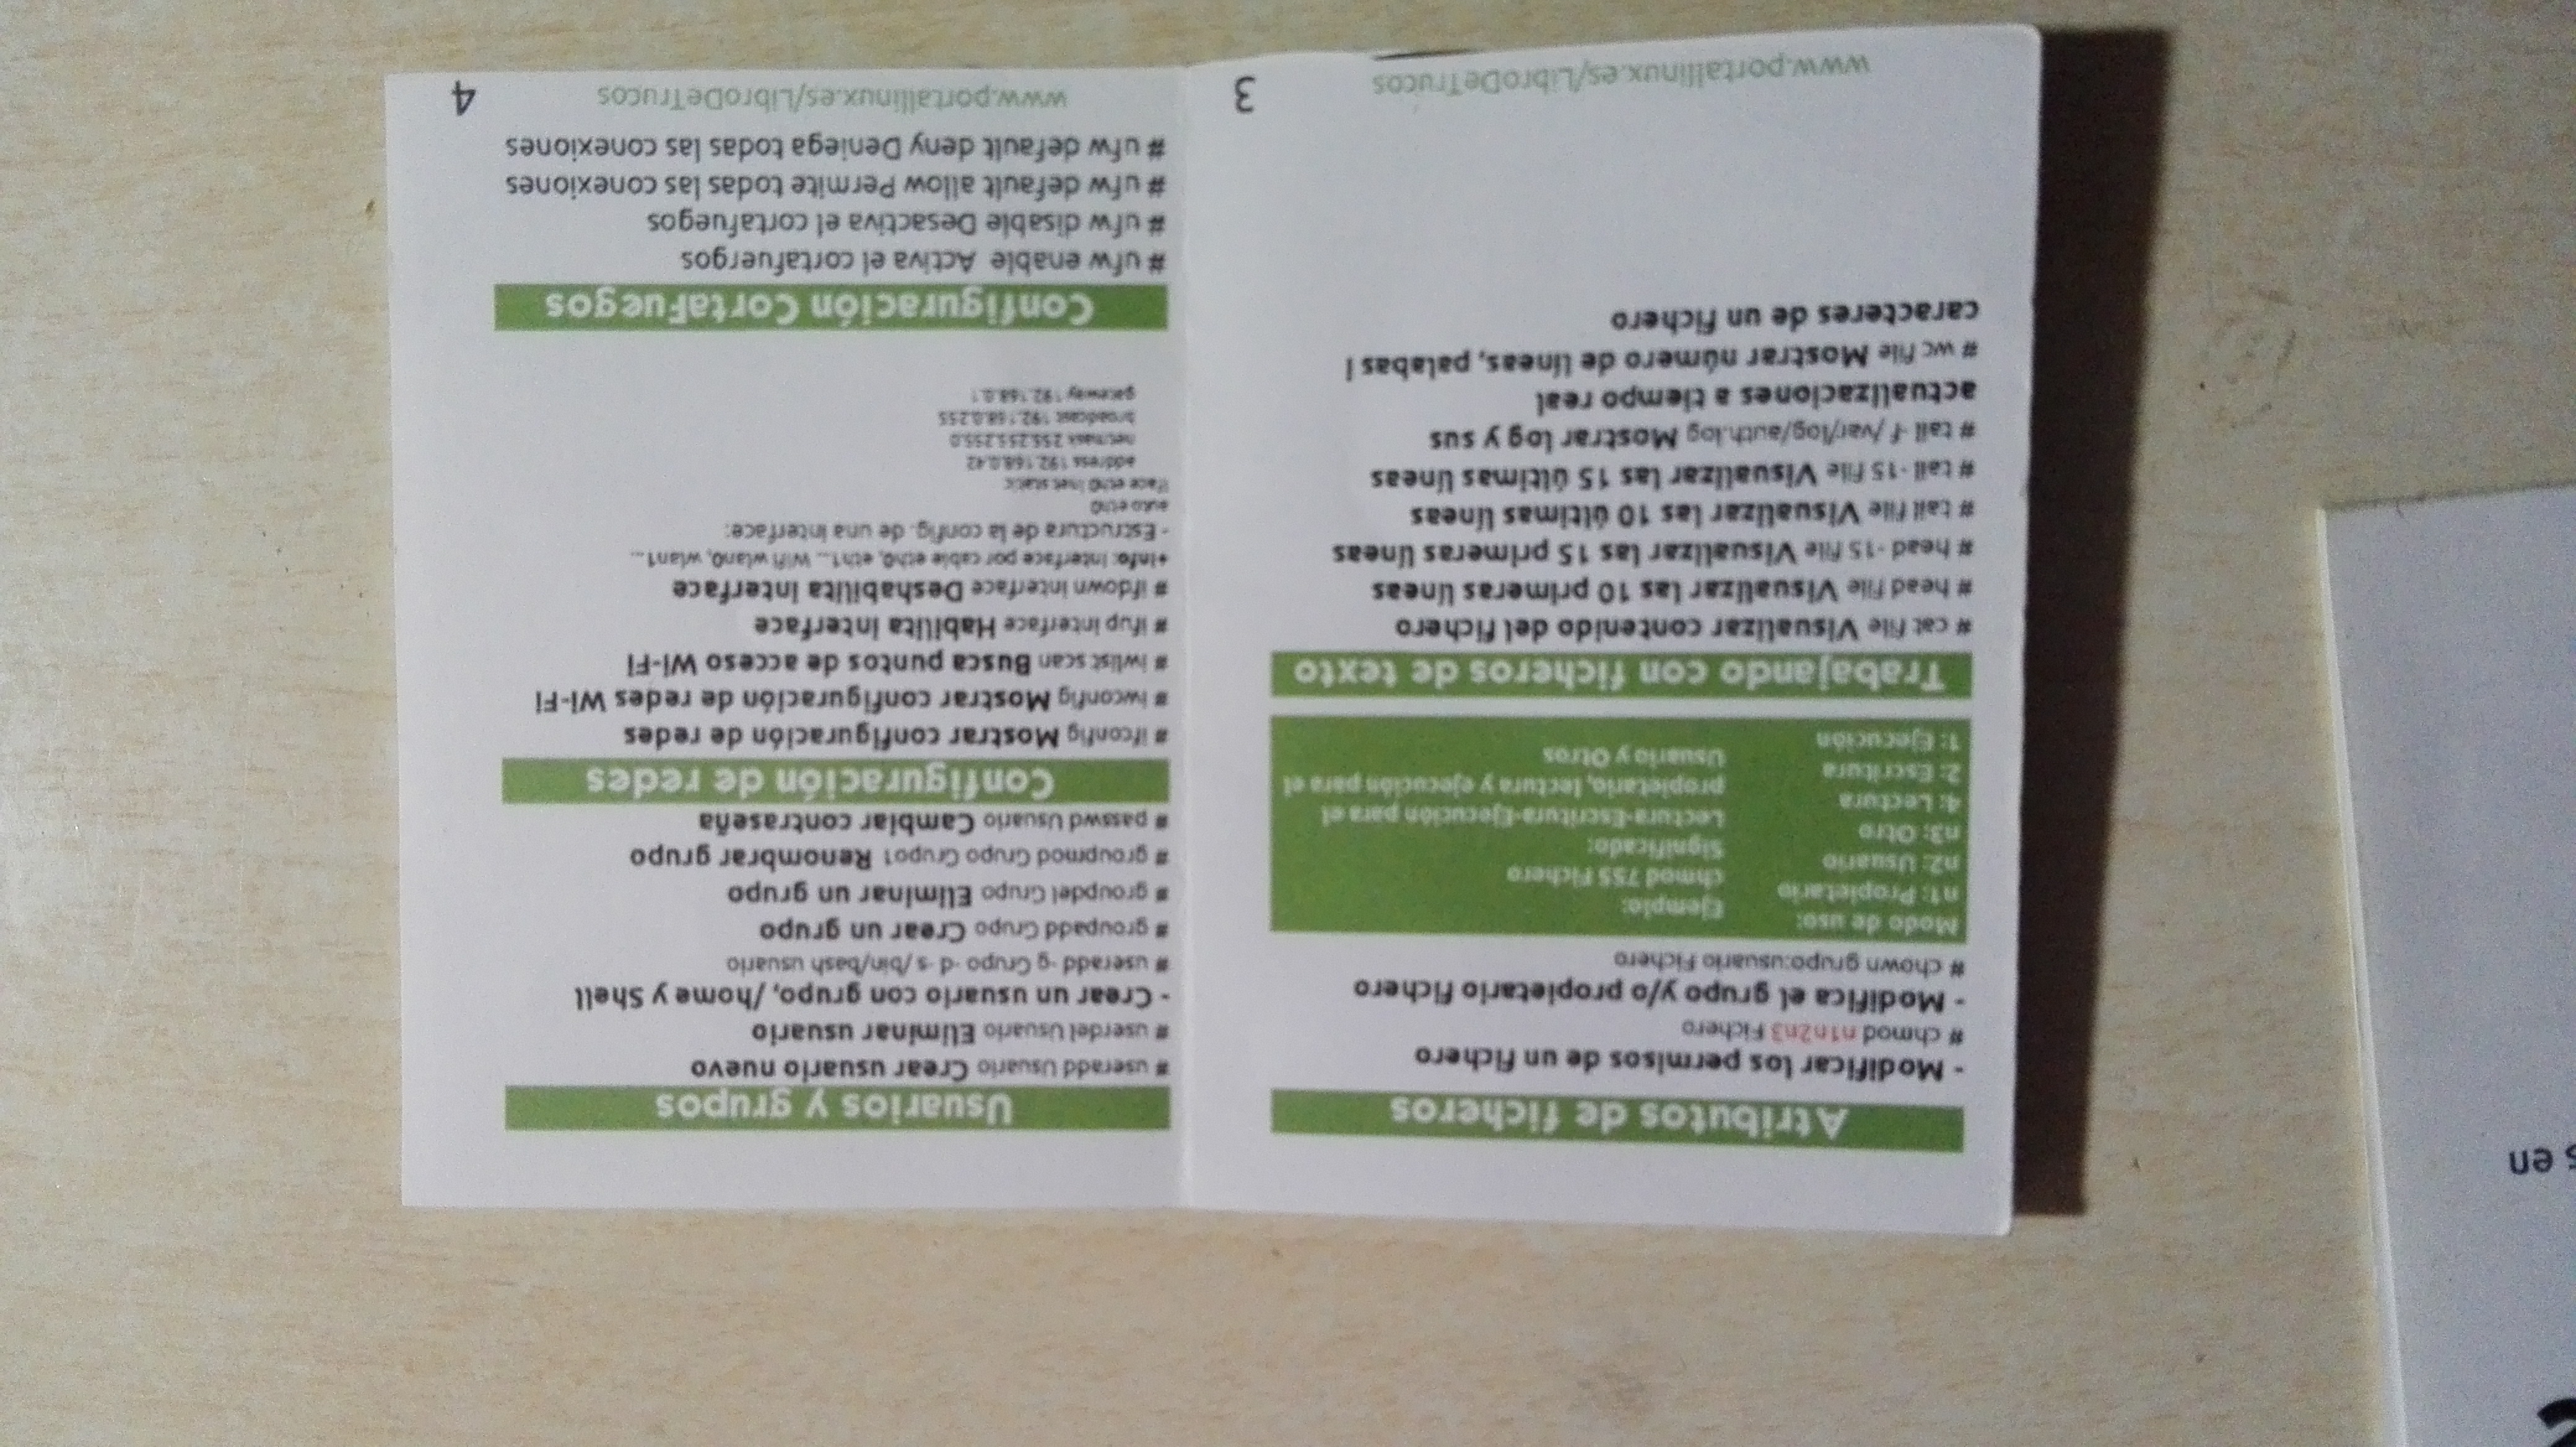 Atributos de ficheros
- Modificar los permisos de un fichero
# chmod n1n2n3 Fichero
- Modifica el grupo y/o propietario fichero
# chown grupo:usuario Fichero
Modo de uso:
n1: Propietario
n2: Usuario
n3: Otro
4: Lectura
2: Escritura
1: Ejecución
Ejemplo:
chmod 755 Fichero
Significado:
Lectura-Escritura-Ejecución para el
propietario, lectura y ejecución para el
Usuario y Otros
Trabajando con ficheros de texto
# cat file Visualizar contenido del fichero
# head file Visualizar las 10 primeras líneas
# head -15 file Visualizar las 15 primeras líneas
# tail file Visualizar las 10 últimas líneas
# tail -15 file Visualizar las 15 últimas líneas
# tail -f /var/log/auth.log Mostrar log y sus
actualizaciones a tiempo real
# wc file Mostrar número de líneas, palabas |
caracteres de un fichero
www.portallinux.es/LibroDeTrucos
3
Usuarios y grupos
# useradd Usuario Crear usuario nuevo
# userdel Usuario Eliminar usuario
- Crear un usuario con grupo, /home y Shell
# useradd -g Grupo -d -s /bin/bash usuario
# groupadd Grupo Crear un grupo
# groupdel Grupo Eliminar un grupo
# groupmod Grupo Grupo1 Renombrar grupo
# passwd Usuario Cambiar contraseña
Configuración de redes
# ifconfig Mostrar configuración de redes
# iwconfig Mostrar configuración de redes Wi-Fi
# iwlist scan Busca puntos de acceso Wi-Fi
# ifup interface Habilita Interface
# ifdown interface Deshabilita Interface
+info: Interface por cable eth0, eth1... Wifi wlan0, wlan1...
- Estructura de la config. de una interface:
auto eth0
iface eth0 inet static
address 192.168.0.42
netmask 255.255.255.0
broadcast 192.168.0.255
gateway 192.168.0.1
Configuración CortaFuegos
# ufw enable Activa el cortafuergos
# ufw disable Desactiva el cortafuegos
# ufw default allow Permite todas las conexiones
# ufw default deny Deniega todas las conexiones
www.portallinux.es/LibroDeTrucos
4
en